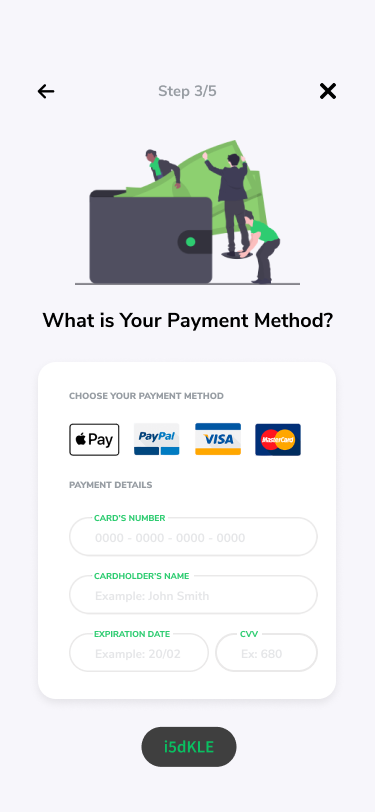 Step 3/5
What is Your Payment Method?
CHOOSE YOUR PAYMENT METHOD
Pay PayPal VISA MasterCard
PAYMENT DETAILS
CARD'S NUMBER
0000 - 0000 - 0000 - 0000
CARDHOLDER'S NAME
Example: John Smith
EXPIRATION DATE CVV
Example: 20/02 Ex: 680
i5dKLE